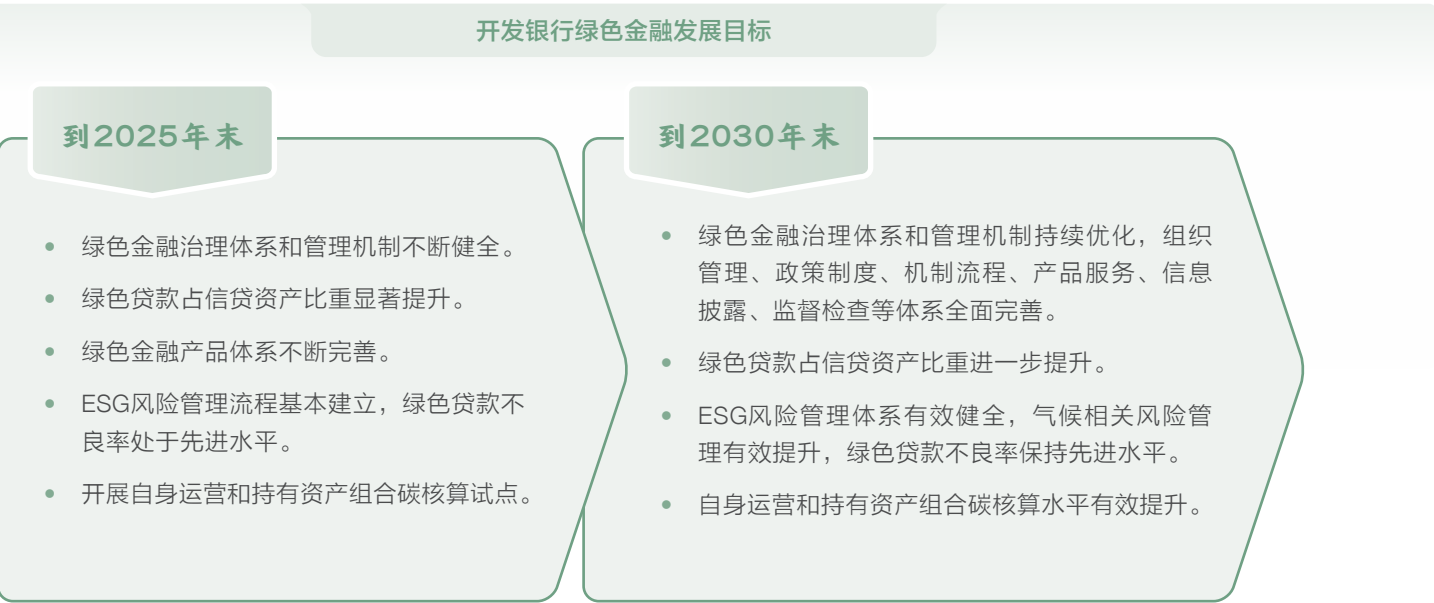 开发银行绿色金融发展目标
到2025年末
• 绿色金融治理体系和管理机制不断健全。
• 绿色贷款占信贷资产比重显著提升。
• 绿色金融产品体系不断完善。
• ESG风险管理流程基本建立，绿色贷款不
良率处于先进水平。
• 开展自身运营和持有资产组合碳核算试点。
到2030年末
• 绿色金融治理体系和管理机制持续优化，组织
管理、政策制度、机制流程、产品服务、信息
披露、监督检查等体系全面完善。
• 绿色贷款占信贷资产比重进一步提升。
• ESG风险管理体系有效健全，气候相关风险管
理有效提升，绿色贷款不良率保持先进水平。
• 自身运营和持有资产组合碳核算水平有效提升。